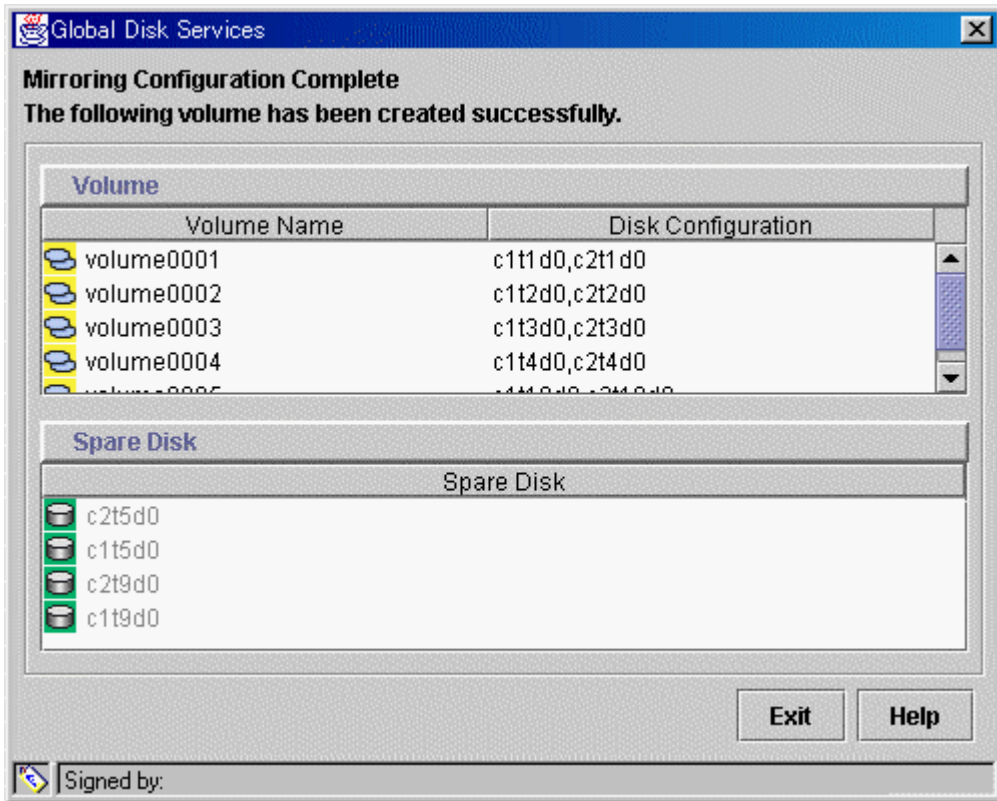 Global Disk Services
Mirroring Configuration Complete
The following volume has been created successfully.
Volume
Volume Name Disk Configuration
volume0001 c1t1d0,c2t1d0
volume0002 c1t2d0,c2t2d0
volume0003 c1t3d0,c2t3d0
volume0004 c1t4d0,c2t4d0
Spare Disk
Spare Disk
c2t5d0
c1t5d0
c2t9d0
c1t9d0
Exit Help
Signed by: